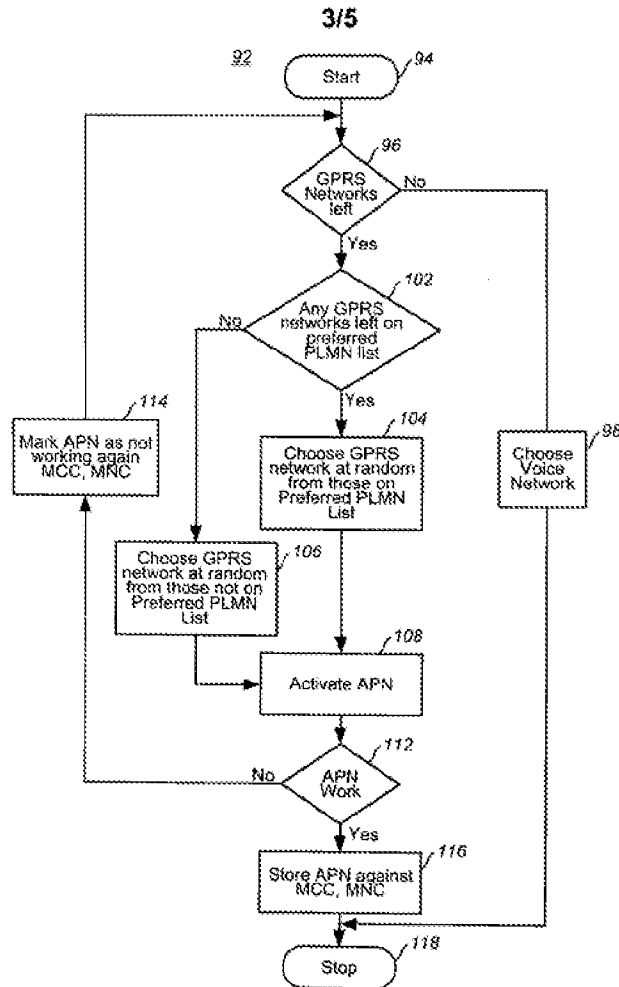 3/5
92
Start
94
96
GPRS
Networks
left
No
Yes
102
Any GPRS
networks left on
preferred
PLMN list
No
Yes
114
Mark APN as not
working again
MCC, MNC
104
Choose GPRS
network at random
from those on
Preferred PLMN
List
98
Choose
Voice
Network
106
Choose GPRS
network at random
from those not on
Preferred PLMN
List
108
Activate APN
112
APN
Work
No
Yes
116
Store APN against
MCC, MNC
118
Stop